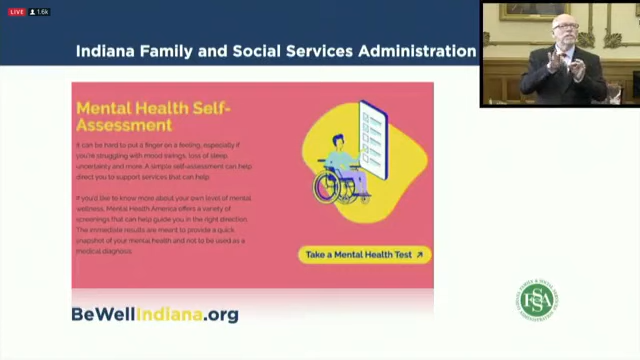 LIVE 1.6k
Indiana Family and Social Services Administration
Mental Health Self-
Assessment
It can be hard to put a finger on a feeling, especially if
you're struggling with mood swings, loss of sleep,
uncertainty and more. A simple self-assessment can help
direct you to support services that can help.
If you'd like to know more about your own level of mental
wellness, Mental Health America offers a variety of
screenings that can help guide you in the right direction.
The immediate results are meant to provide a quick
snapshot of your mental health and not to be used as a
medical diagnosis.
Take a Mental Health Test
BeWellIndiana.org
FSSA